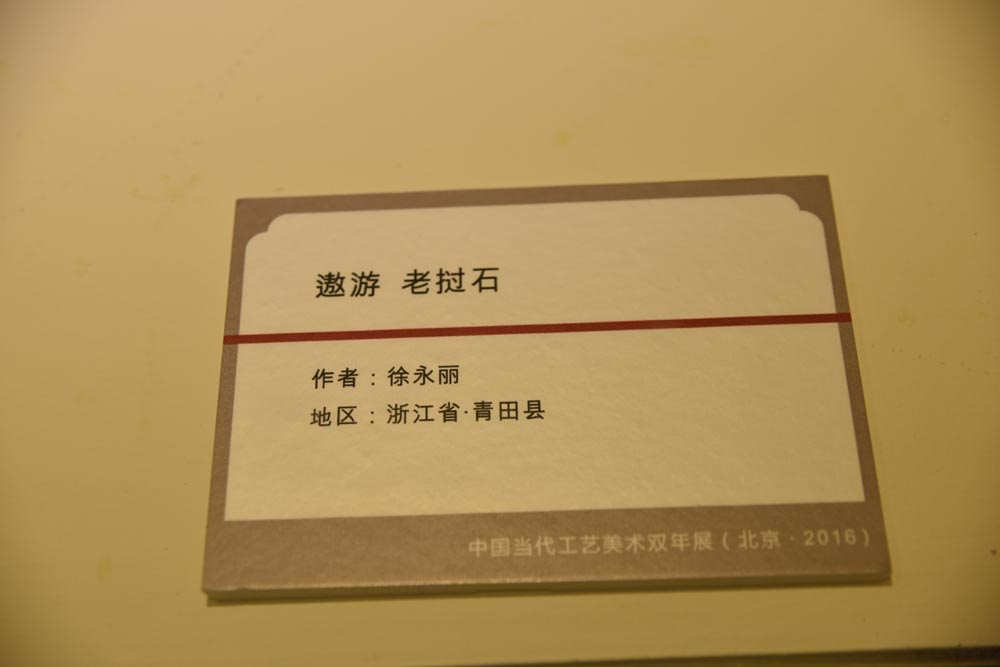 遨游 老挝石
作者：徐永丽
地区：浙江省·青田县
中国当代工艺美术双年展（北京·2016）